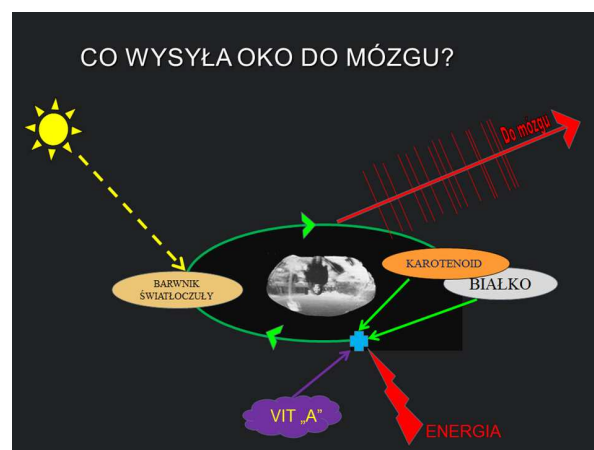 CO WYSYŁA OKO DO MÓZGU?
Do mózgu
KAROTENOID
BIAŁKO
BARWNIK
ŚWIATŁOCZUŁY
VIT „A”
ENERGIA